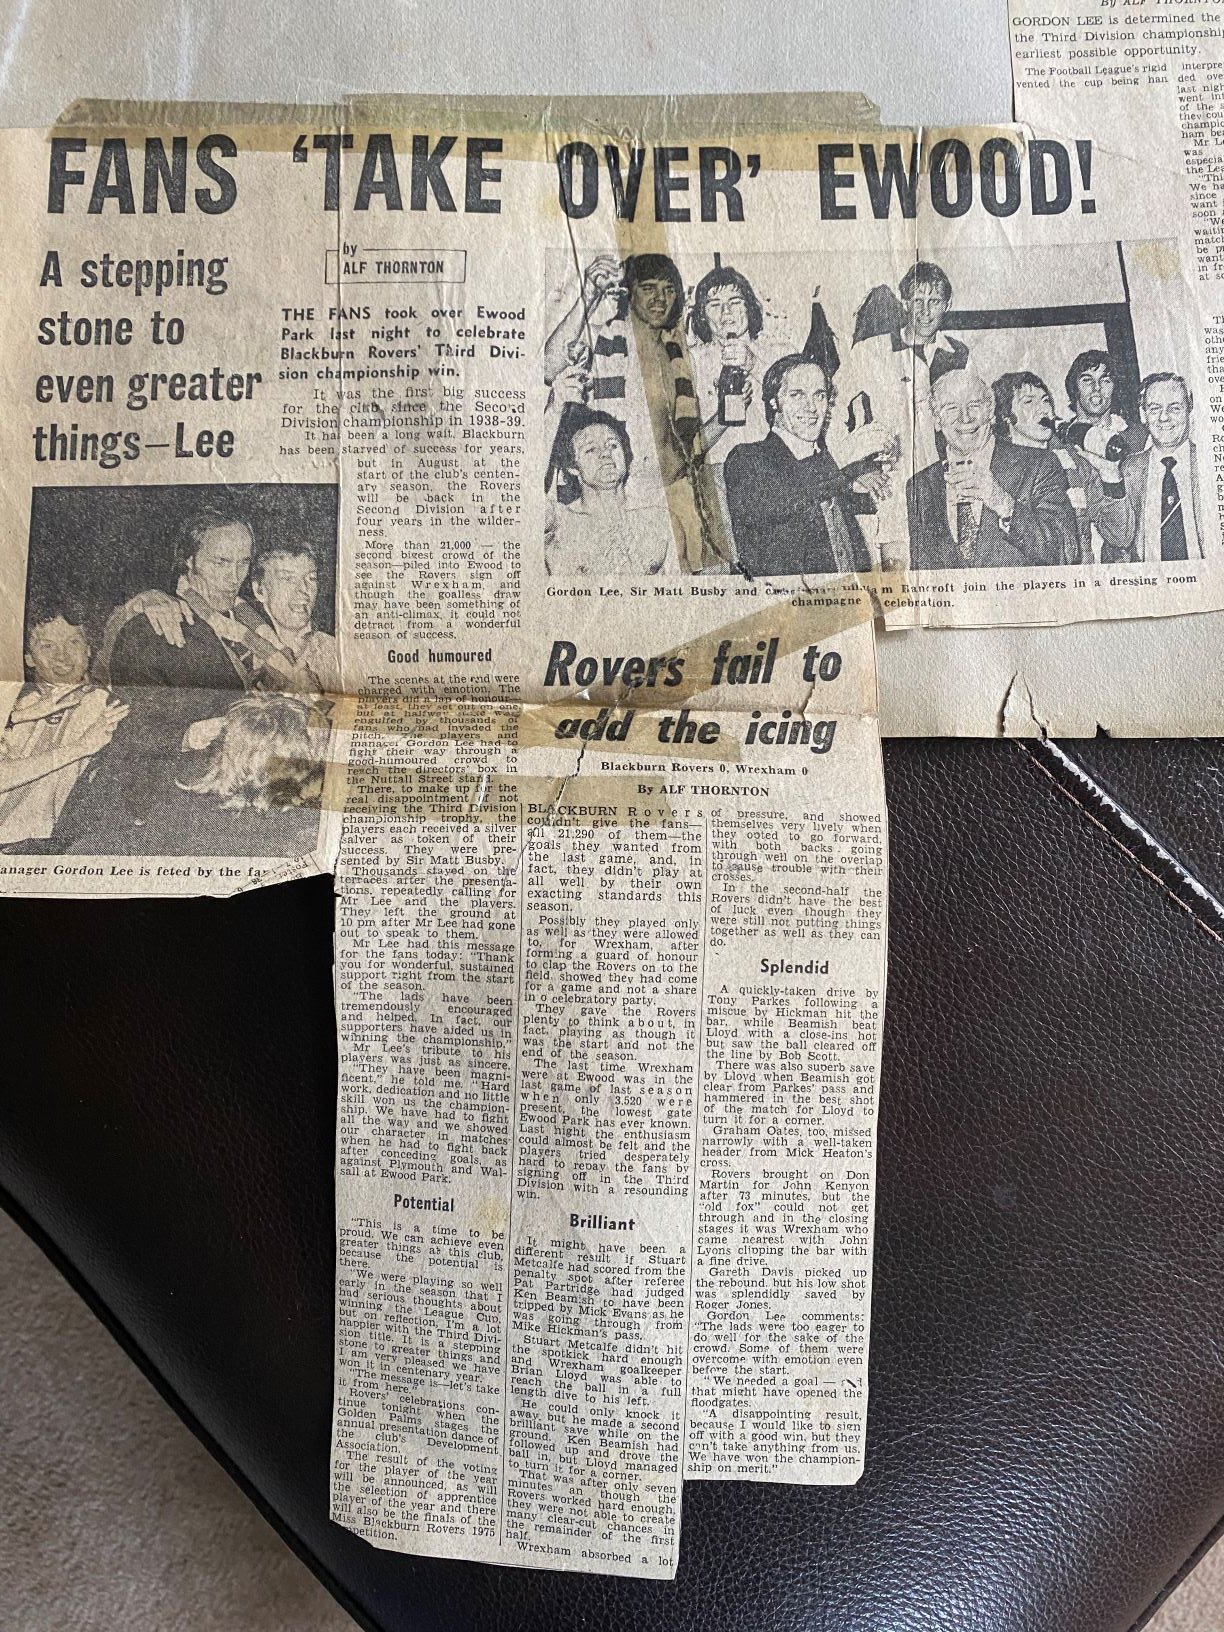 FANS 'TAKE OVER' EWOOD!
A stepping
stone to
even greater
things—Lee
by
ALF THORNTON
THE FANS took over Ewood
Park last night to celebrate
Blackburn Rovers' Third Divi-
sion championship win.
It was the first big success
for the club since the Second
Division championship in 1938-39.
It has been a long wait. Blackburn
has been starved of success for years,
but in August at the
start of the club's centen-
ary season, the Rovers
will be back in the
Second Division after
four years in the wilder-
ness.
More than 21,000 — the
second biggest crowd of the
season—piled into Ewood to
see the Rovers sign off
against Wrexham, and
though the goalless draw
may have been something of
an anti-climax, it could not
detract from a wonderful
season of success.
Good humoured
The scenes at the end were
charged with emotion. The
players did a lap of honour—
at least, they set out on one,
but at halfway
engulfed by thousands of
fans who had invaded the
pitch. The players and
manager Gordon Lee had to
fight their way through a
good-humoured crowd to
reach the directors' box in
the Nuttall Street stand.
There, to make up for the
real disappointment of not
receiving the Third Division
championship trophy, the
players each received a silver
salver as token of their
success. They were pre-
sented by Sir Matt Busby.
Thousands stayed on the
terraces after the presenta-
tions, repeatedly calling for
Mr Lee and the players.
They left the ground at
10 pm after Mr Lee had gone
out to speak to them.
Mr Lee had this message
for the fans today: "Thank
you for wonderful, sustained
support right from the start
of the season.
"The lads have been
tremendously encouraged
and helped. In fact, our
supporters have aided us in
winning the championship,"
Mr Lee's tribute to his
players was just as sincere.
"They have been magni-
ficent," he told me. "Hard
work, dedication and no little
skill won us the champion-
ship. We have had to fight
all the way and we showed
our character in matches
when he had to fight back
after conceding goals, as
against Plymouth and Wal-
sall at Ewood Park.
Potential
"This is a time to be
proud. We can achieve even
greater things at this club,
because the potential is
there.
"We were playing so well
early in the season that I
had serious thoughts about
winning the League Cup,
but on reflection, I'm a lot
happier with the Third Divi-
sion title. It is a stepping
stone to greater things and
I am very pleased we have
won it in centenary year.
"The message is—let's take
it from here."
Rovers' celebrations con-
tinue tonight when the
Golden Palms stages the
annual presentation dance of
the club's Development
Association.
The result of the voting
for the player of the year
will be announced, as will
the selection of apprentice
player of the year and there
will also be the finals of the
Miss Blackburn Rovers 1975
petition.
anager Gordon Lee is feted by the fa
Gordon Lee, Sir Matt Busby and Bancroft join the players in a dressing room
champagne celebration.
Rovers fail to
add the icing
Blackburn Rovers 0, Wrexham 0
By ALF THORNTON
BLACKBURN Rovers
couldn't give the fans—
all 21,290 of them—the
goals they wanted from
the last game, and, in
fact, they didn't play at
all well by their own
exacting standards this
season.
Possibly they played only
as well as they were allowed
to, for Wrexham, after
forming a guard of honour
to clap the Rovers on to the
field, showed they had come
for a game and not a share
in a celebratory party.
They gave the Rovers
plenty to think about, in
fact, playing as though it
was the start and not the
end of the season.
The last time Wrexham
were at Ewood was in the
last game of last season
when only 3,520 were
present, the lowest gate
Ewood Park has ever known.
Last night the enthusiasm
could almost be felt and the
players tried desperately
hard to repay the fans by
signing off in the Third
Division with a resounding
win.
Brilliant
It might have been a
different result if Stuart
Metcalfe had scored from the
penalty spot after referee
Pat Partridge had judged
Ken Beamish to have been
tripped by Mick Evans as he
was going through from
Mike Hickman's pass.
Stuart Metcalfe didn't hit
the spotkick hard enough
and Wrexham goalkeeper
Brian Lloyd was able to
reach the ball in a full
length dive to his left.
He could only knock it
away, but he made a second
brilliant save while on the
ground. Ken Beamish had
followed up and drove the
ball in, but Lloyd managed
to turn it for a corner.
That was after only seven
minutes an though the
Rovers worked hard enough,
they were not able to create
many clear-cut chances in
the remainder of the first
half.
Wrexham absorbed a lot
of pressure, and showed
themselves very lively when
they opted to go forward,
with both backs going
through well on the overlap
to cause trouble with their
crosses.
In the second-half the
Rovers didn't have the best
of luck even though they
were still not putting things
together as well as they can
do.
Splendid
A quickly-taken drive by
Tony Parkes following a
miscue by Hickman hit the
bar, while Beamish beat
Lloyd with a close-ins hot
but saw the ball cleared off
the line by Bob Scott.
There was also superb save
by Lloyd when Beamish got
clear from Parkes' pass and
hammered in the best shot
of the match for Lloyd to
turn it for a corner.
Graham Oates, too, missed
narrowly with a well-taken
header from Mick Heaton's
cross.
Rovers brought on Don
Martin for John Kenyon
after 73 minutes, but the
"old fox" could not get
through and in the closing
stages it was Wrexham who
came nearest with John
Lyons clipping the bar with
a fine drive.
Gareth Davis picked up
the rebound, but his low shot
was splendidly saved by
Roger Jones.
Gordon Lee comments:
"The lads were too eager to
do well for the sake of the
crowd. Some of them were
overcome with emotion even
before the start.
"We needed a goal —
that might have opened the
floodgates.
"A disappointing result,
because I would like to sign
off with a good win, but they
can't take anything from us.
We have won the champion-
ship on merit."
By ALF
GORDON LEE is determined the
the Third Division championship
earliest possible opportunity.
The Football League's rigid
vented the cup being han
interpre
ded ove
last nigh
went int
of the s
they cou
champio
ham be